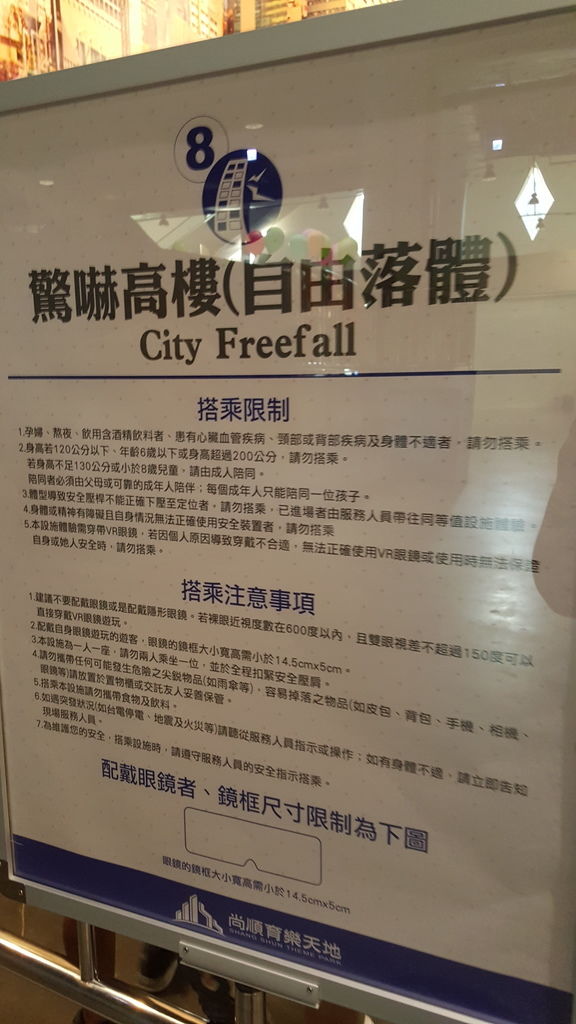 8
驚嚇高樓(自由落體)
City Freefall
搭乘限制
1.孕婦、熬夜、飲用含酒精飲料者、患有心臟血管疾病、頸部或背部疾病及身體不適者,請勿搭乘。
2.身高若120公分以下、年齡6歲以下或身高超過200公分,請勿搭乘。
若身高不足130公分或小於8歲兒童,請由成人陪同。
陪同者必須由父母或可靠的成年人陪伴;每個成年人只能陪同一位孩子。
3.體型導致安全壓桿不能正確下壓至定位者,請勿搭乘,已進場者由服務人員帶往同等值設施體驗。
4.身體或精神有障礙且自身情況無法正確使用安全裝置者,請勿搭乘
5.本設施體驗需穿帶VR眼鏡,若因個人原因導致穿戴不合適,無法正確使用VR眼鏡或使用時無法保證
自身或她人安全時,請勿搭乘。
搭乘注意事項
1.建議不要配戴眼鏡或是配戴隱形眼鏡。若裸眼近視度數在600度以內,且雙眼視差不超過150度可以
直接穿戴VR眼鏡遊玩。
2.配戴自身眼鏡遊玩的遊客,眼鏡的鏡框大小寬高需小於14.5cmx5cm。
3.本設施為一人一座,請勿兩人乘坐一位,並於全程扣緊安全壓肩。
4.請勿攜帶任何可能發生危險之尖銳物品(如雨傘等)、容易掉落之物品(如皮包、背包、手機、相機、
眼鏡等)請放置於置物櫃或交託友人妥善保管。
5.搭乘本設施請勿攜帶食物及飲料。
6.如遇突發狀況(如台電停電、地震及火災等)請聽從服務人員指示或操作;如有身體不適,請立即告知
現場服務人員。
7.為維護您的安全,搭乘設施時,請遵守服務人員的安全指示搭乘。
配戴眼鏡者、鏡框尺寸限制為下圖
眼鏡的鏡框大小寬高需小於14.5cmx5cm
尚順育樂天地
SHANG SHUN THEME PARK